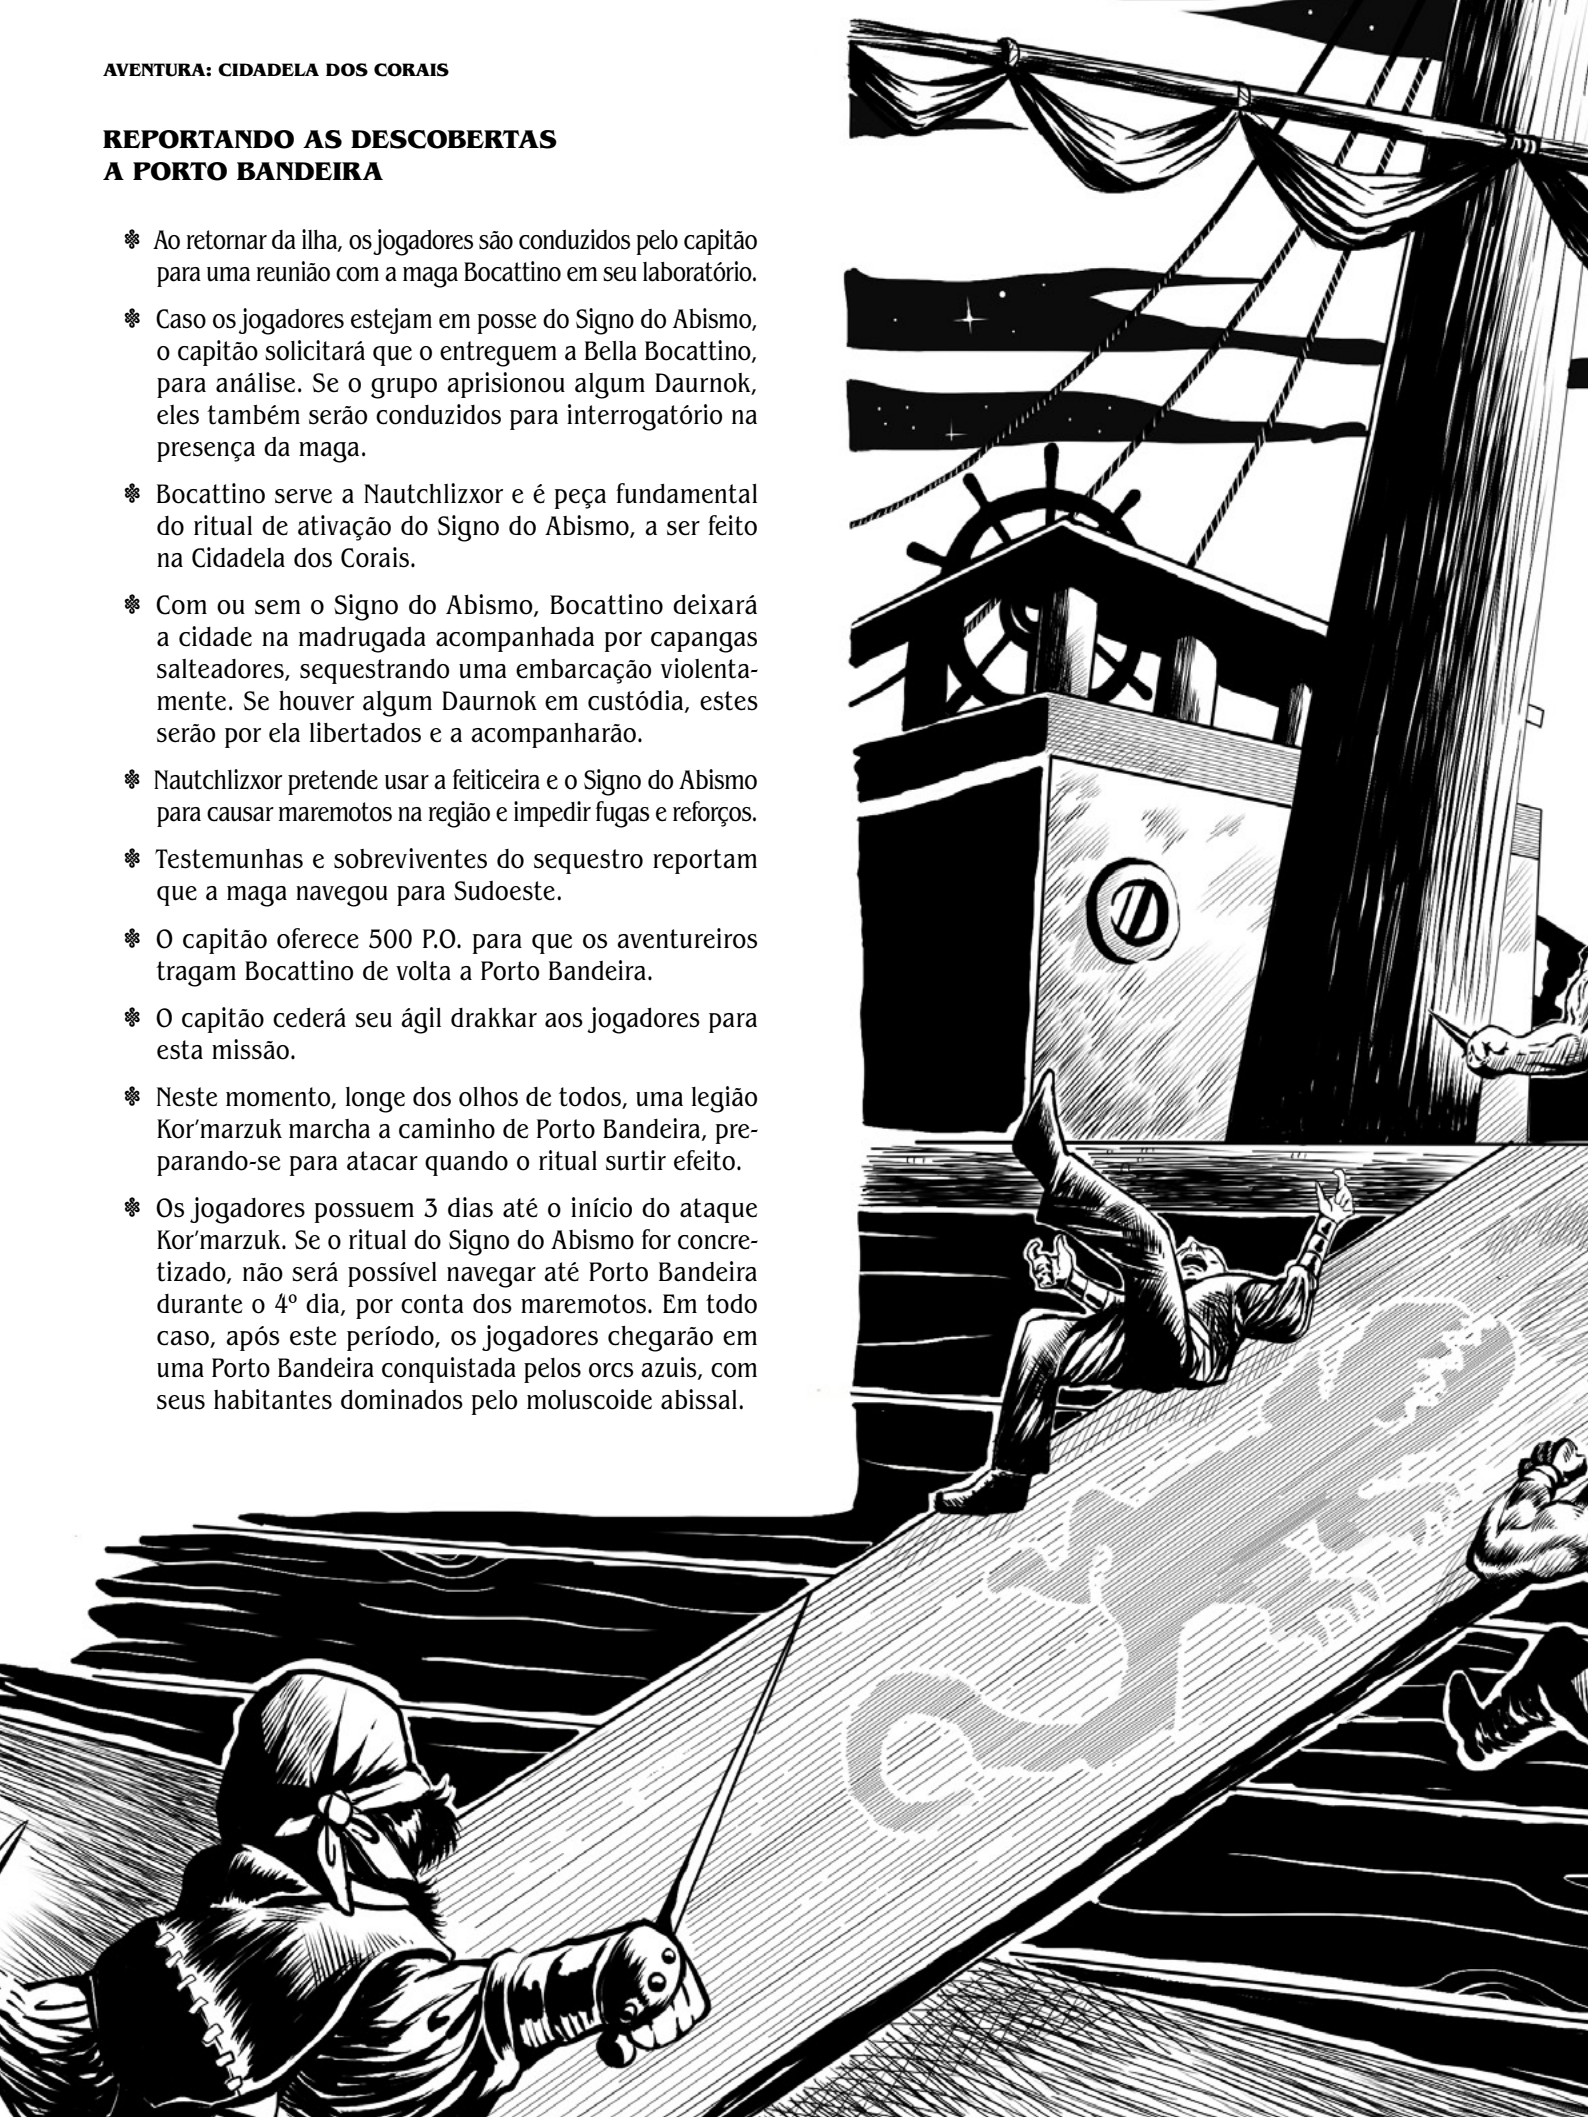 AVENTURA: CIDADELA DOS CORAIS
REPORTANDO AS DESCOBERTAS
A PORTO BANDEIRA
Ao retornar da ilha, os jogadores são conduzidos pelo capitão
para uma reunião com a maga Bocattino em seu laboratório.
Caso os jogadores estejam em posse do Signo do Abismo,
o capitão solicitará que o entreguem a Bella Bocattino,
para análise. Se o grupo aprisionou algum Daurnok,
eles também serão conduzidos para interrogatório na
presença da maga.
Bocattino serve a Nautchlizxor e é peça fundamental
do ritual de ativação do Signo do Abismo, a ser feito
na Cidadela dos Corais.
Com ou sem o Signo do Abismo, Bocattino deixará
a cidade na madrugada acompanhada por capangas
salteadores, sequestrando uma embarcação violenta-
mente. Se houver algum Daurnok em custódia, estes
serão por ela libertados e a acompanharão.
Nautchlizxor pretende usar a feiticeira e o Signo do Abismo
para causar maremotos na região e impedir fugas e reforços.
Testemunhas e sobreviventes do sequestro reportam
que a maga navegou para Sudoeste.
O capitão oferece 500 P.O. para que os aventureiros
tragam Bocattino de volta a Porto Bandeira.
O capitão cederá seu ágil drakkar aos jogadores para
esta missão.
Neste momento, longe dos olhos de todos, uma legião
Kor’marzuk marcha a caminho de Porto Bandeira, pre-
parando-se para atacar quando o ritual surtir efeito.
Os jogadores possuem 3 dias até o início do ataque
Kor’marzuk. Se o ritual do Signo do Abismo for concre-
tizado, não será possível navegar até Porto Bandeira
durante o 4º dia, por conta dos maremotos. Em todo
caso, após este período, os jogadores chegarão em
uma Porto Bandeira conquistada pelos orcs azuis, com
seus habitantes dominados pelo moluscoide abissal.